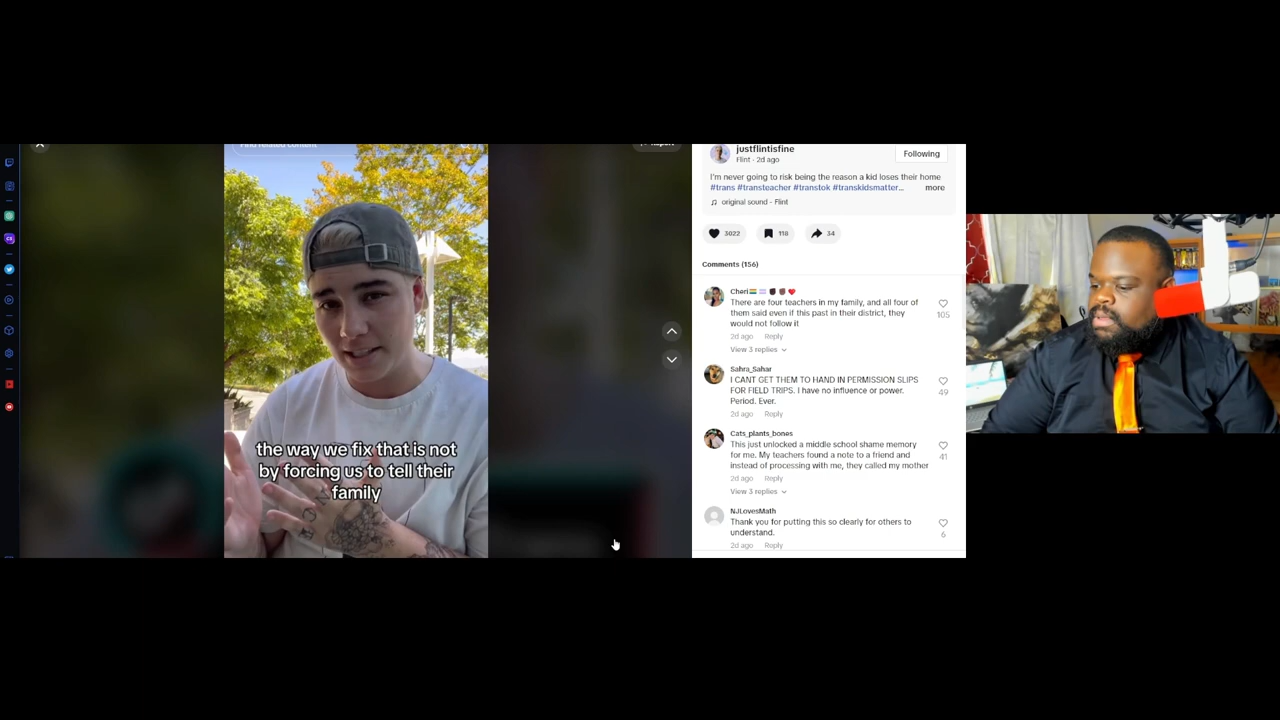 Find related content
Report
the way we fix that is not
by forcing us to tell their
family
justflintisfine
Flint · 2d ago
Following
I'm never going to risk being the reason a kid loses their home
#trans #transteacher #transtok #transkidsmatter...
more
original sound - Flint
3022
118
34
Comments (156)
Cheri
There are four teachers in my family, and all four of
them said even if this past in their district, they
would not follow it
105
2d ago Reply
View 3 replies
Sahra_Sahar
I CANT GET THEM TO HAND IN PERMISSION SLIPS
FOR FIELD TRIPS. I have no influence or power.
Period. Ever.
49
2d ago Reply
Cats_plants_bones
This just unlocked a middle school shame memory
for me. My teachers found a note to a friend and
instead of processing with me, they called my mother
41
2d ago Reply
View 3 replies
NJLovesMath
Thank you for putting this so clearly for others to
understand.
6
2d ago Reply